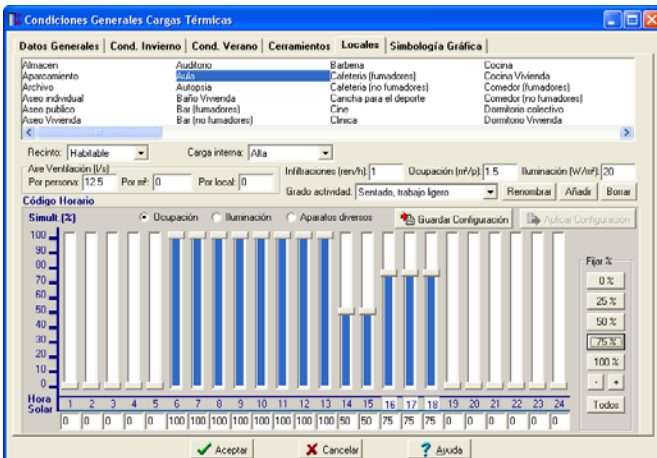 Condiciones Generales Cargas Térmicas
Datos Generales Cond. Invierno Cond. Verano Cerramientos Locales Simbología Gráfica
Almacen Auditorio Barberia Cocina
Aparcamiento Aula Cafeteria (fumadores) Cocina Vivienda
Archivo Autopsia Cafeteria (no fumadores) Comedor (fumadores)
Aseo individual Baño Vivienda Cancha para el deporte Comedor (no fumadores)
Aseo publico Bar (fumadores) Cine Dormitorio colectivo
Aseo Vivienda Bar (no fumadores) Clinica Dormitorio Vivienda
Recinto: Habitable Carga interna: Alta
Aire Ventilación (l/s) Infiltraciones (ren/h): 1 Ocupación (m²/p): 1.5 Iluminación (W/m²): 20
Por persona: 12.5 Por m²: 0 Por local: 0 Grado actividad: Sentado, trabajo ligero Renombrar Añadir Borrar
Código Horario
Simult. (%) Ocupación Iluminación Aparatos diversos Guardar Configuración Aplicar Configuración
100
90
80
70
60
50
40
30
20
10
0
Fijar %
0 %
25 %
50 %
75 %
100 %
- +
Todos
Hora Solar 1 2 3 4 5 6 7 8 9 10 11 12 13 14 15 16 17 18 19 20 21 22 23 24
0 0 0 0 0 100 100 100 100 100 100 100 100 50 50 75 75 75 0 0 0 0 0 0
Aceptar Cancelar Ayuda